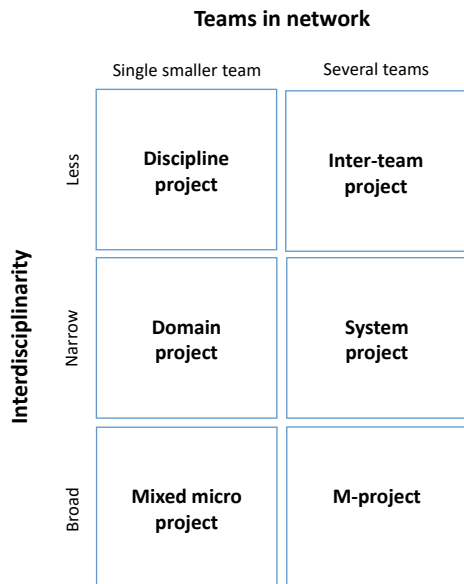 Teams in network
Single smaller team
Several teams
Interdisciplinarity
Less
Discipline
project
Inter-team
project
Narrow
Domain
project
System
project
Broad
Mixed micro
project
M-project